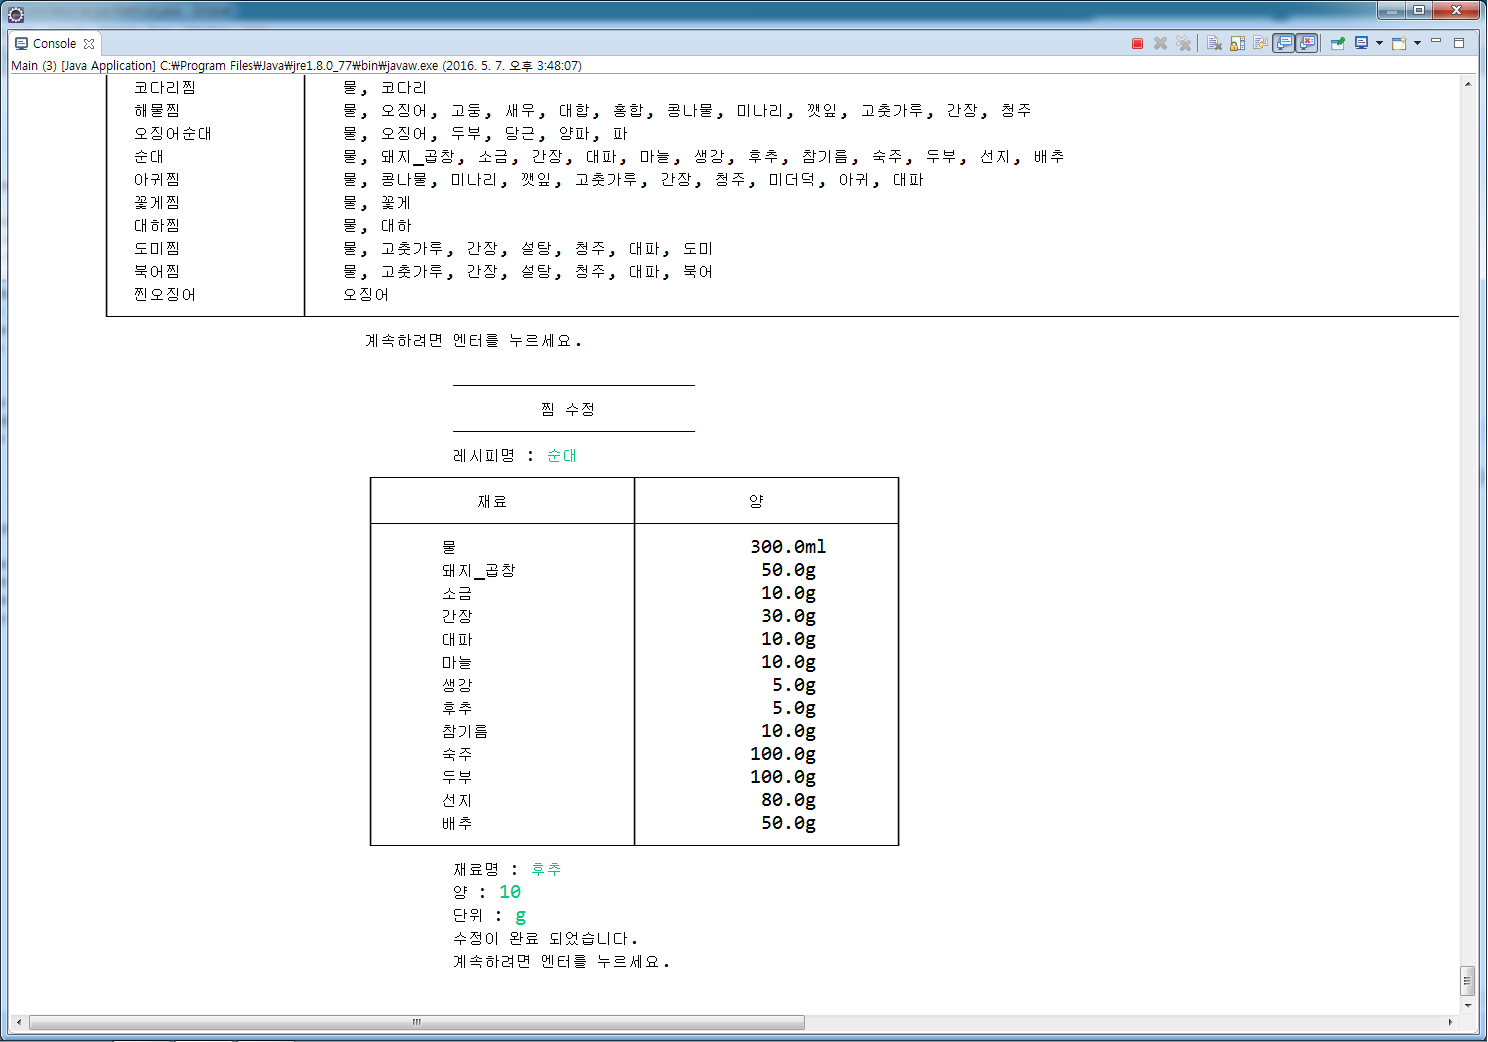 Console
Main (3) [Java Application] C:₩Program Files₩Java₩jre1.8.0_77₩bin₩javaw.exe (2016. 5. 7. 오후 3:48:07)
코다리찜 물, 코다리
해물찜 물, 오징어, 고둥, 새우, 대합, 홍합, 콩나물, 미나리, 깻잎, 고춧가루, 간장, 청주
오징어순대 물, 오징어, 두부, 당근, 양파, 파
순대 물, 돼지_곱창, 소금, 간장, 대파, 마늘, 생강, 후추, 참기름, 숙주, 두부, 선지, 배추
아귀찜 물, 콩나물, 미나리, 깻잎, 고춧가루, 간장, 청주, 미더덕, 아귀, 대파
꽃게찜 물, 꽃게
대하찜 물, 대하
도미찜 물, 고춧가루, 간장, 설탕, 청주, 대파, 도미
북어찜 물, 고춧가루, 간장, 설탕, 청주, 대파, 북어
찐오징어 오징어
계속하려면 엔터를 누르세요.
찜 수정
레시피명 : 순대
재료 양
물 300.0ml
돼지_곱창 50.0g
소금 10.0g
간장 30.0g
대파 10.0g
마늘 10.0g
생강 5.0g
후추 5.0g
참기름 10.0g
숙주 100.0g
두부 100.0g
선지 80.0g
배추 50.0g
재료명 : 후추
양 : 10
단위 : g
수정이 완료 되었습니다.
계속하려면 엔터를 누르세요.